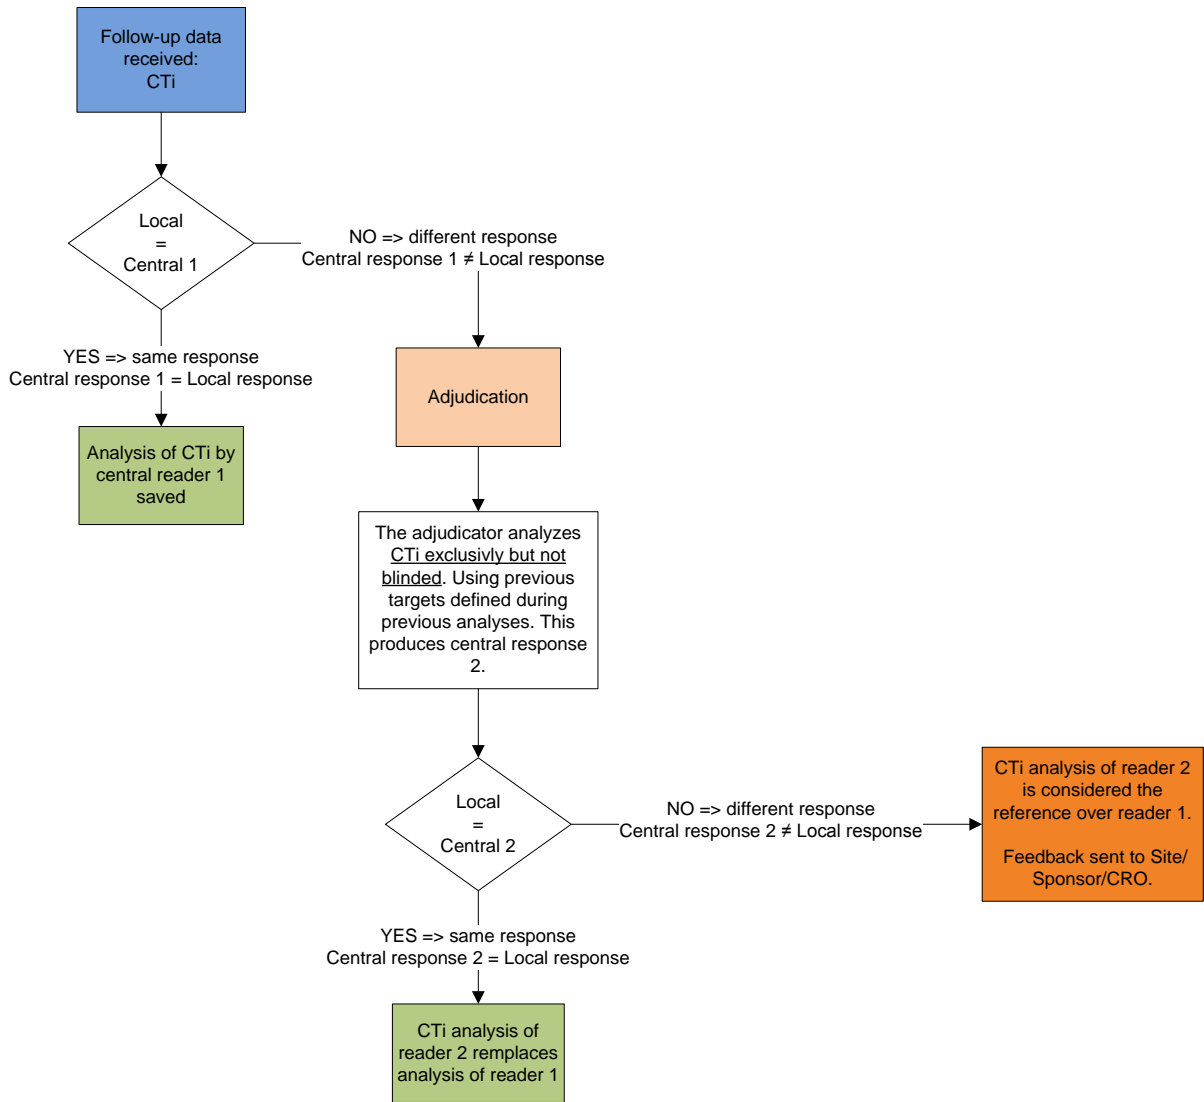 Follow-up data
received:
CTi
Local
=
Central 1
NO => different response
Central response 1 ≠ Local response
YES => same response
Central response 1 = Local response
Adjudication
Analysis of CTi by
central reader 1
saved
The adjudicator analyzes
CTi exclusivly but not
blinded. Using previous
targets defined during
previous analyses. This
produces central response
2.
Local
=
Central 2
NO => different response
Central response 2 ≠ Local response
CTi analysis of reader 2
is considered the
reference over reader 1.
Feedback sent to Site/
Sponsor/CRO.
YES => same response
Central response 2 = Local response
CTi analysis of
reader 2 remplaces
analysis of reader 1